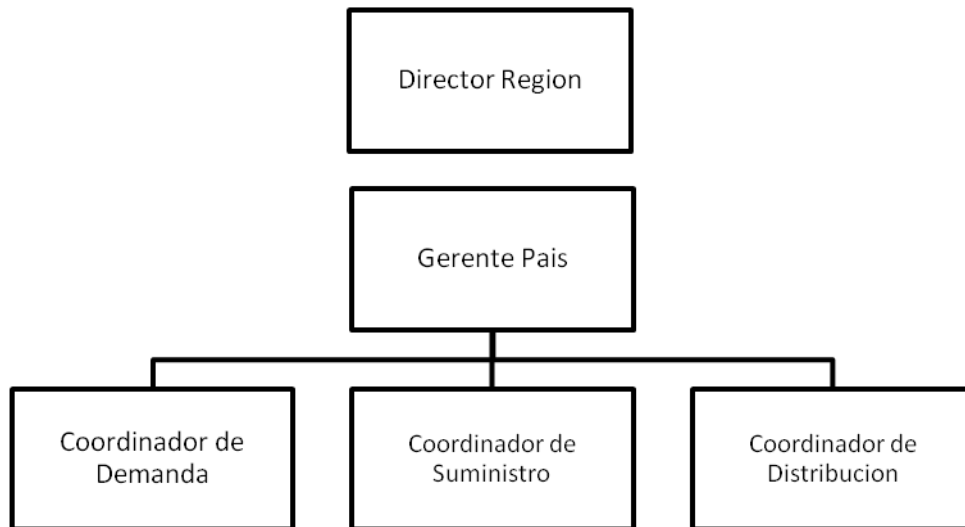 Director Region
Gerente Pais
Coordinador de
Demanda
Coordinador de
Suministro
Coordinador de
Distribucion